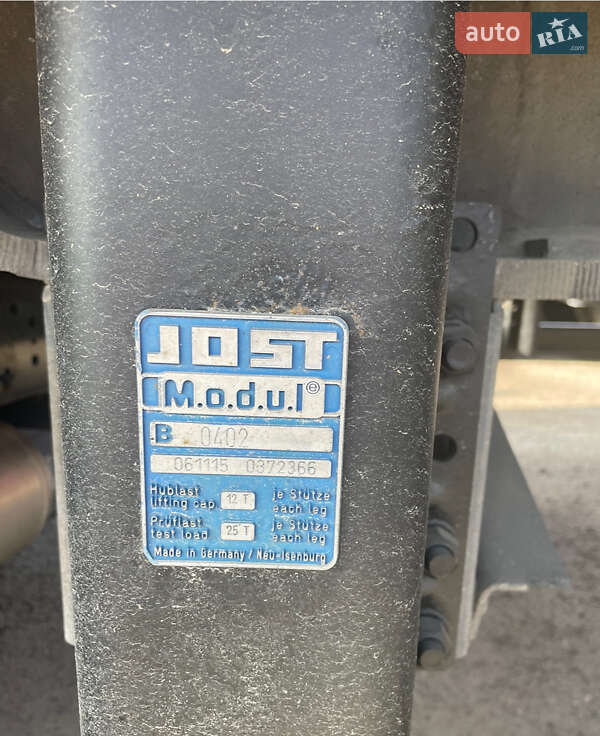 auto RIA.com
JOST
M.o.d.u.l e
B 0402
061115 0372366
Hublast
lifting cap
12 T
je Stütze
each leg
Prüflast
test load
25 T
je Stütze
each leg
Made in Germany / Neu-Isenburg